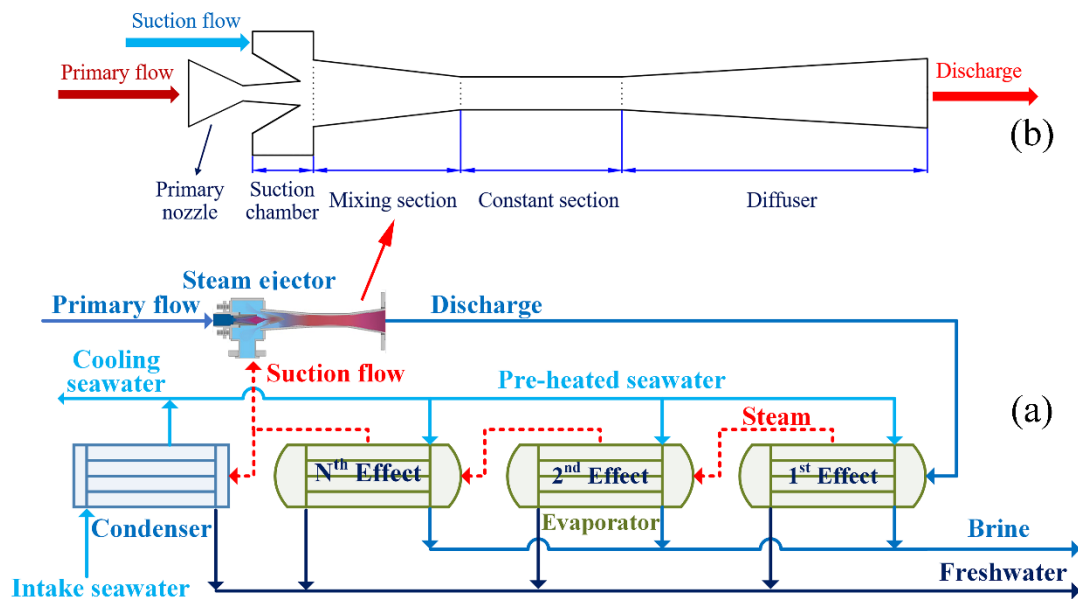 Suction flow
Primary flow
Discharge
(b)
Primary
nozzle
Suction
chamber
Mixing section
Constant section
Diffuser
Steam ejector
Primary flow
Discharge
Cooling
seawater
Suction flow
Pre-heated seawater
(a)
Steam
Nth Effect
2nd Effect
1st Effect
Condenser
Evaporator
Brine
Intake seawater
Freshwater